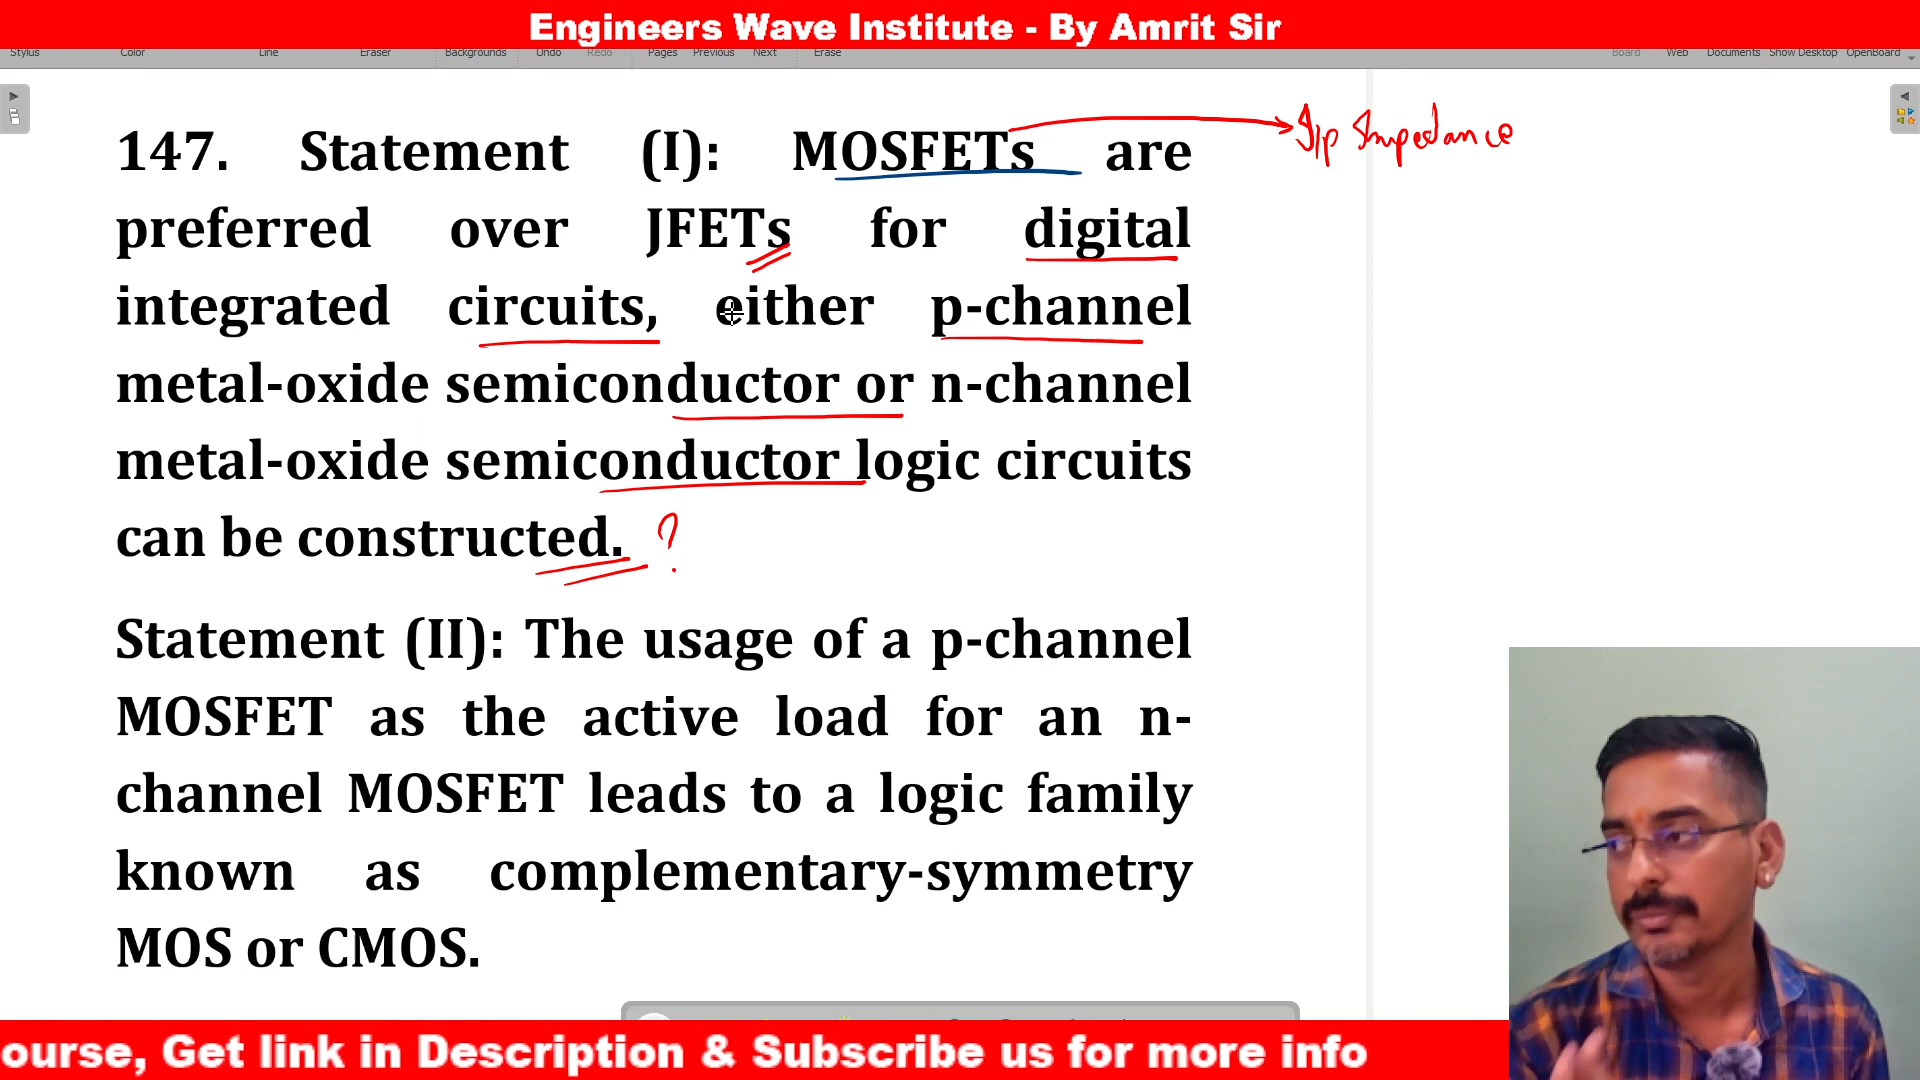 Engineers Wave Institute - By Amrit Sir
Stylus Color Line Eraser Backgrounds Undo Redo Pages Previous Next Erase Board Web Documents Show Desktop OpenBoard
147. Statement (I): MOSFETs are
I/p Impedance
preferred over JFETs for digital
integrated circuits, either p-channel
metal-oxide semiconductor or n-channel
metal-oxide semiconductor logic circuits
can be constructed. ?
Statement (II): The usage of a p-channel
MOSFET as the active load for an n-
channel MOSFET leads to a logic family
known as complementary-symmetry
MOS or CMOS.
ourse, Get link in Description & Subscribe us for more info